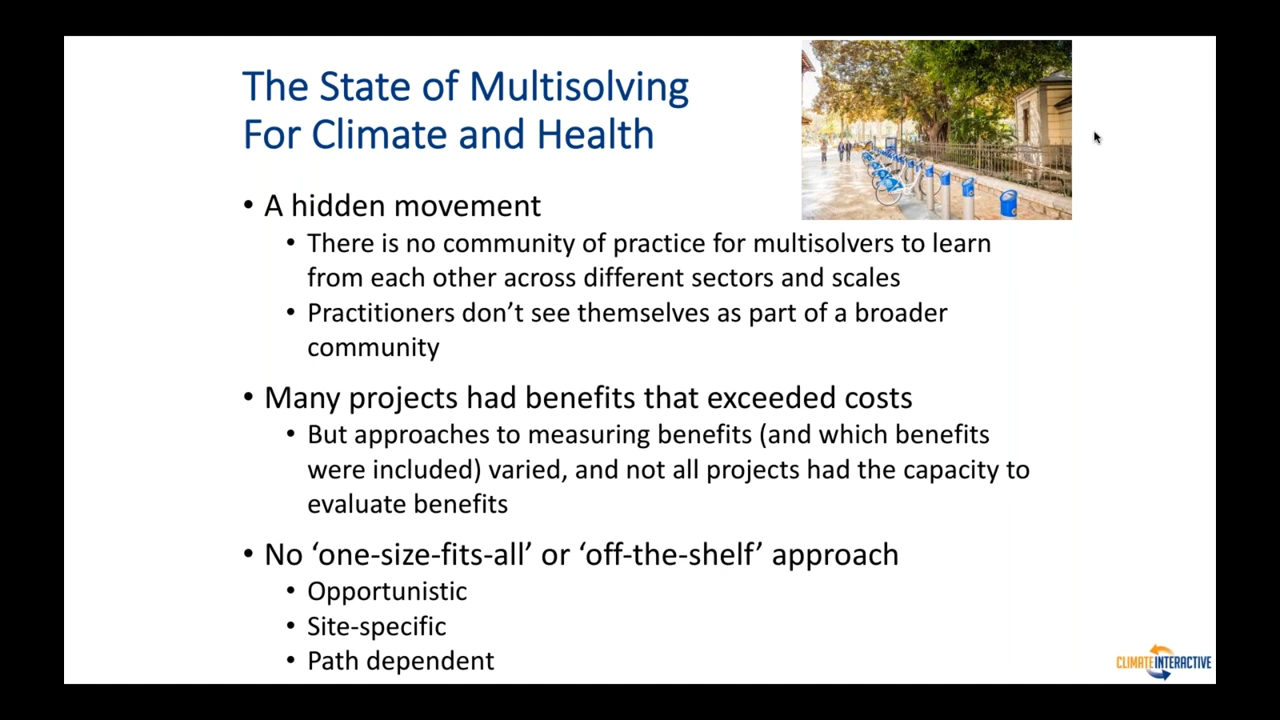 The State of Multisolving
For Climate and Health
• A hidden movement
• There is no community of practice for multisolvers to learn
from each other across different sectors and scales
• Practitioners don’t see themselves as part of a broader
community
• Many projects had benefits that exceeded costs
• But approaches to measuring benefits (and which benefits
were included) varied, and not all projects had the capacity to
evaluate benefits
• No ‘one-size-fits-all’ or ‘off-the-shelf’ approach
• Opportunistic
• Site-specific
• Path dependent
CLIMATE INTERACTIVE